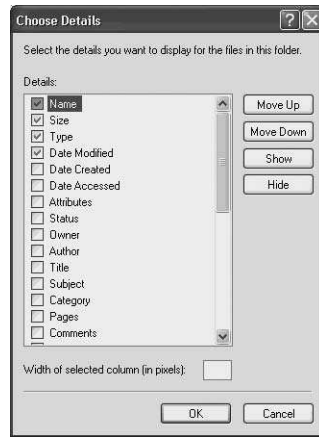 Choose Details
Select the details you want to display for the files in this folder.
Details:
Name
Size
Type
Date Modified
Date Created
Date Accessed
Attributes
Status
Owner
Author
Title
Subject
Category
Pages
Comments
Move Up
Move Down
Show
Hide
Width of selected column (in pixels):
OK
Cancel